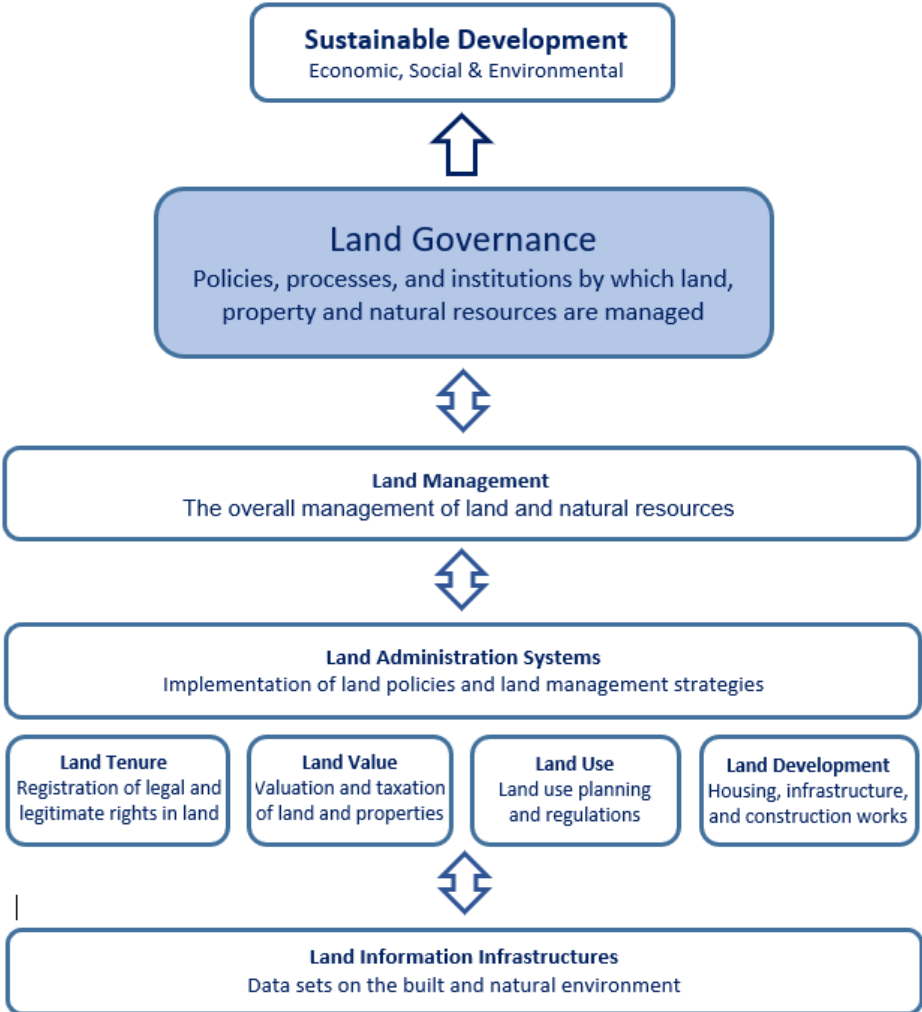 Sustainable Development
Economic, Social & Environmental
Land Governance
Policies, processes, and institutions by which land,
property and natural resources are managed
Land Management
The overall management of land and natural resources
Land Administration Systems
Implementation of land policies and land management strategies
Land Tenure
Registration of legal and
legitimate rights in land
Land Value
Valuation and taxation
of land and properties
Land Use
Land use planning
and regulations
Land Development
Housing, infrastructure,
and construction works
Land Information Infrastructures
Data sets on the built and natural environment